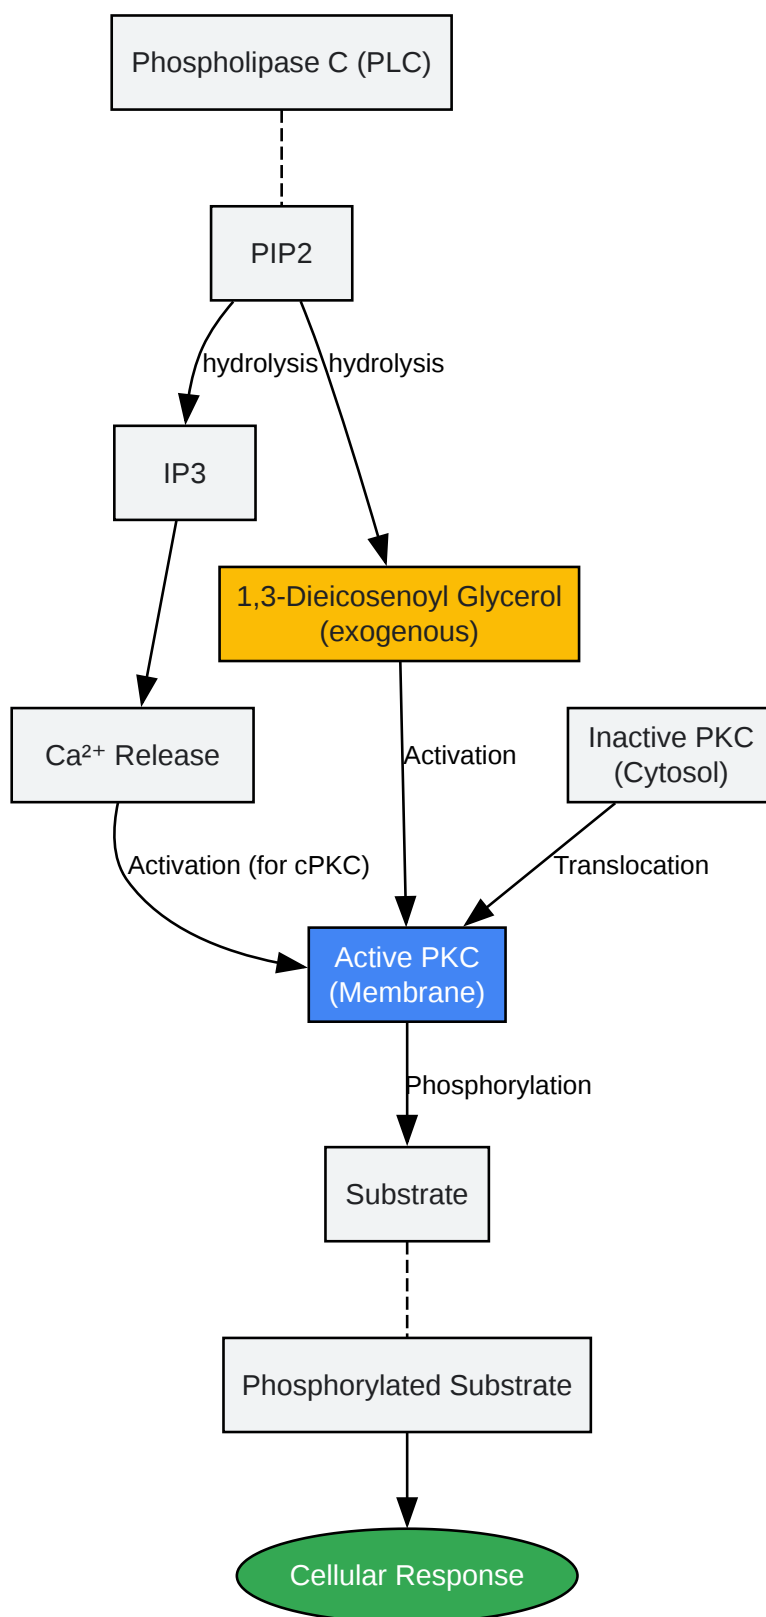 Phospholipase C (PLC)
PIP2
hydrolysis
hydrolysis
IP3
1,3-Dieicosenoyl Glycerol
(exogenous)
Ca²⁺ Release
Activation
Inactive PKC
(Cytosol)
Activation (for cPKC)
Translocation
Active PKC
(Membrane)
Phosphorylation
Substrate
Phosphorylated Substrate
Cellular Response